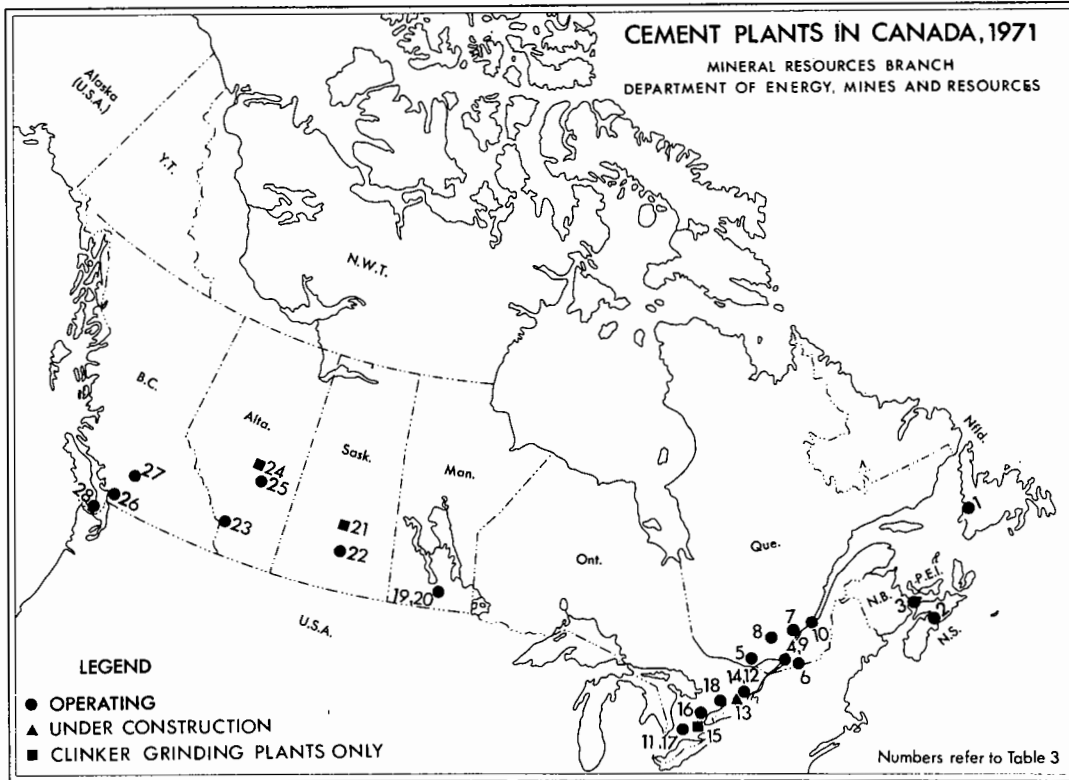 CEMENT PLANTS IN CANADA, 1971
MINERAL RESOURCES BRANCH
DEPARTMENT OF ENERGY, MINES AND RESOURCES
Alaska
(U.S.A.)
Y.T.
N.W.T.
B.C.
Alta.
Sask.
Man.
Ont.
Que.
Nfld.
P.E.I.
N.B.
N.S.
U.S.A.
24
25
27
26
28
23
21
22
19,20
1
2
3
7
8
10
4,9
5
6
14,12
18
13
16
15
11,17
LEGEND
OPERATING
UNDER CONSTRUCTION
CLINKER GRINDING PLANTS ONLY
Numbers refer to Table 3